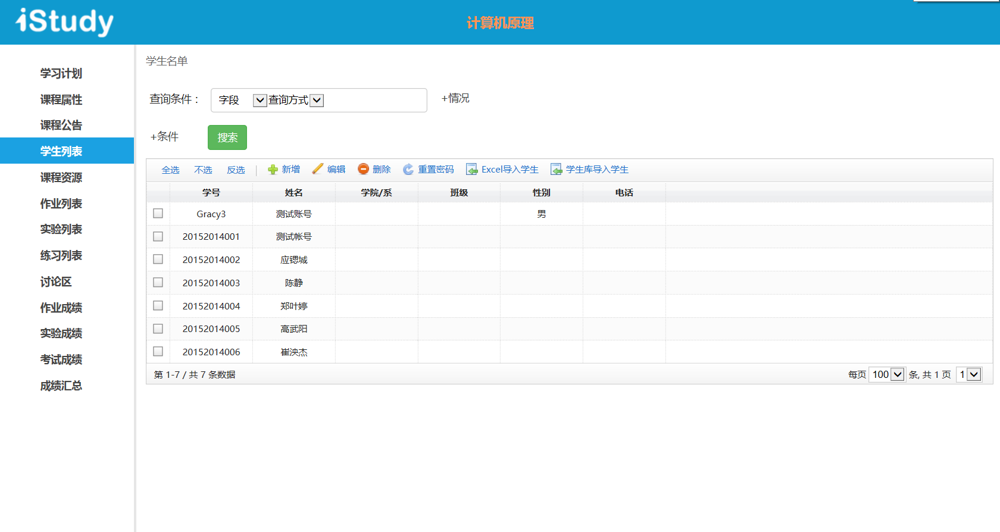 iStudy
计算机原理
学习计划
课程属性
课程公告
学生列表
课程资源
作业列表
实验列表
练习列表
讨论区
作业成绩
实验成绩
考试成绩
成绩汇总
学生名单
查询条件： 字段 查询方式 +情况
+条件 搜索
全选 不选 反选 | 新增 编辑 删除 重置密码 Excel导入学生 学生库导入学生
学号 姓名 学院/系 班级 性别 电话
Gracy3 测试账号 男
20152014001 测试帐号
20152014002 应锶城
20152014003 陈静
20152014004 郑叶婷
20152014005 高武阳
20152014006 崔泱杰
第 1-7 / 共 7 条数据 每页 100 条, 共 1 页 1